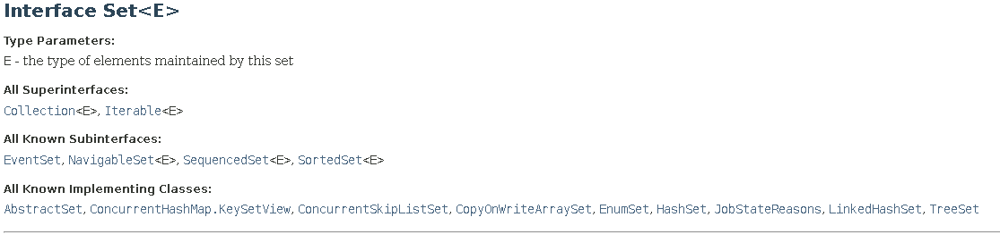 Interface Set<E>
Type Parameters:
E - the type of elements maintained by this set
All Superinterfaces:
Collection<E>, Iterable<E>
All Known Subinterfaces:
EventSet, NavigableSet<E>, SequencedSet<E>, SortedSet<E>
All Known Implementing Classes:
AbstractSet, ConcurrentHashMap.KeySetView, ConcurrentSkipListSet, CopyOnWriteArraySet, EnumSet, HashSet, JobStateReasons, LinkedHashSet, TreeSet